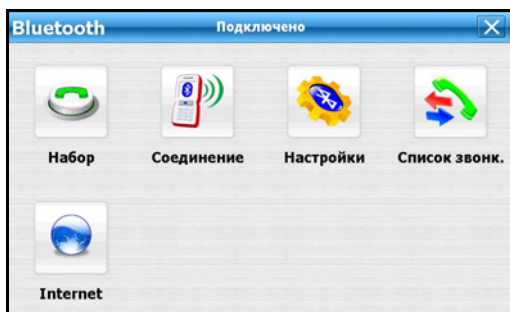 Bluetooth Подключено
Набор Соединение Настройки Список звонк.
Internet